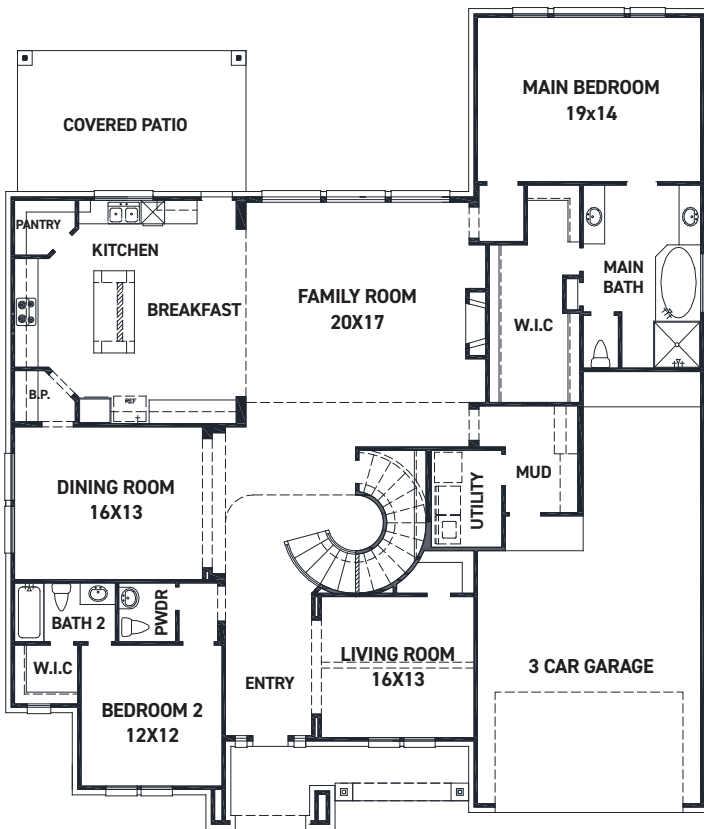 MAIN BEDROOM
19x14
COVERED PATIO
PANTRY
KITCHEN
BREAKFAST
FAMILY ROOM
20X17
W.I.C
MAIN
BATH
B.P.
REF
DINING ROOM
16X13
UTILITY
MUD
BATH 2
PWDR
W.I.C
BEDROOM 2
12X12
ENTRY
LIVING ROOM
16X13
3 CAR GARAGE